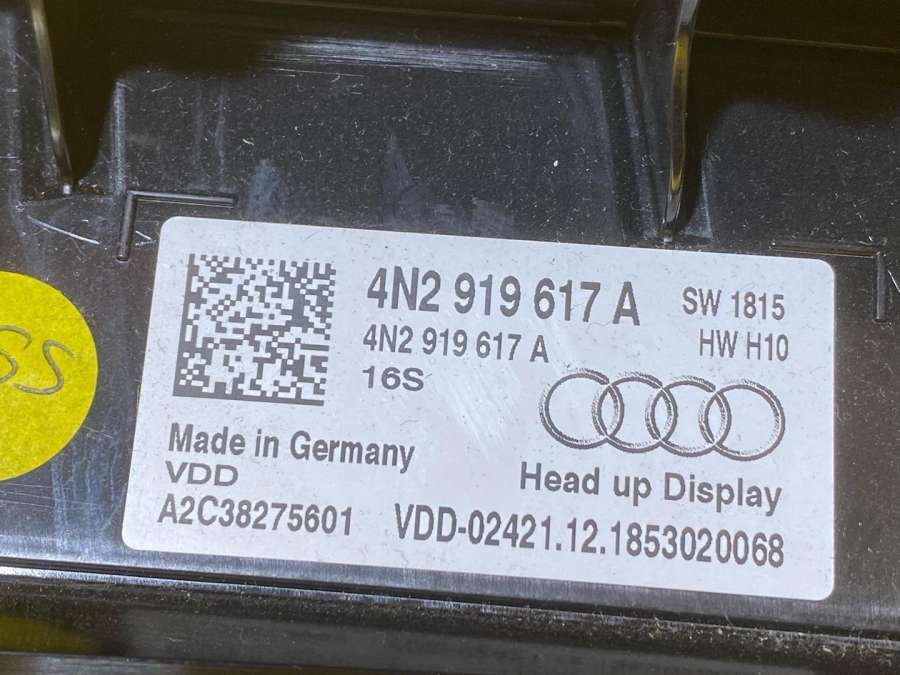 4N2 919 617 A SW 1815
4N2 919 617 A HW H10
16S
Made in Germany
VDD
Head up Display
A2C38275601 VDD-02421.12.1853020068